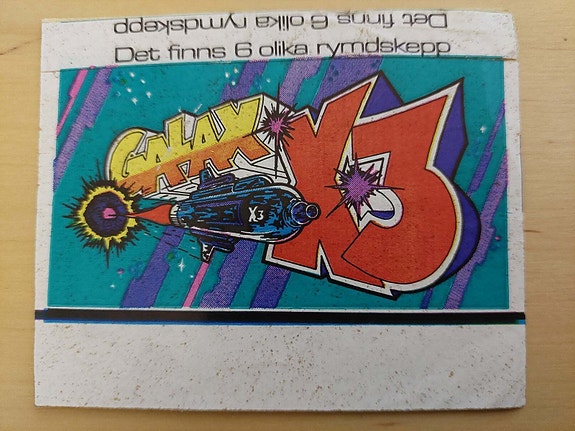 Det finns 6 olika rymdskepp
Det finns 6 olika rymdskepp
GALAX
X3
X3